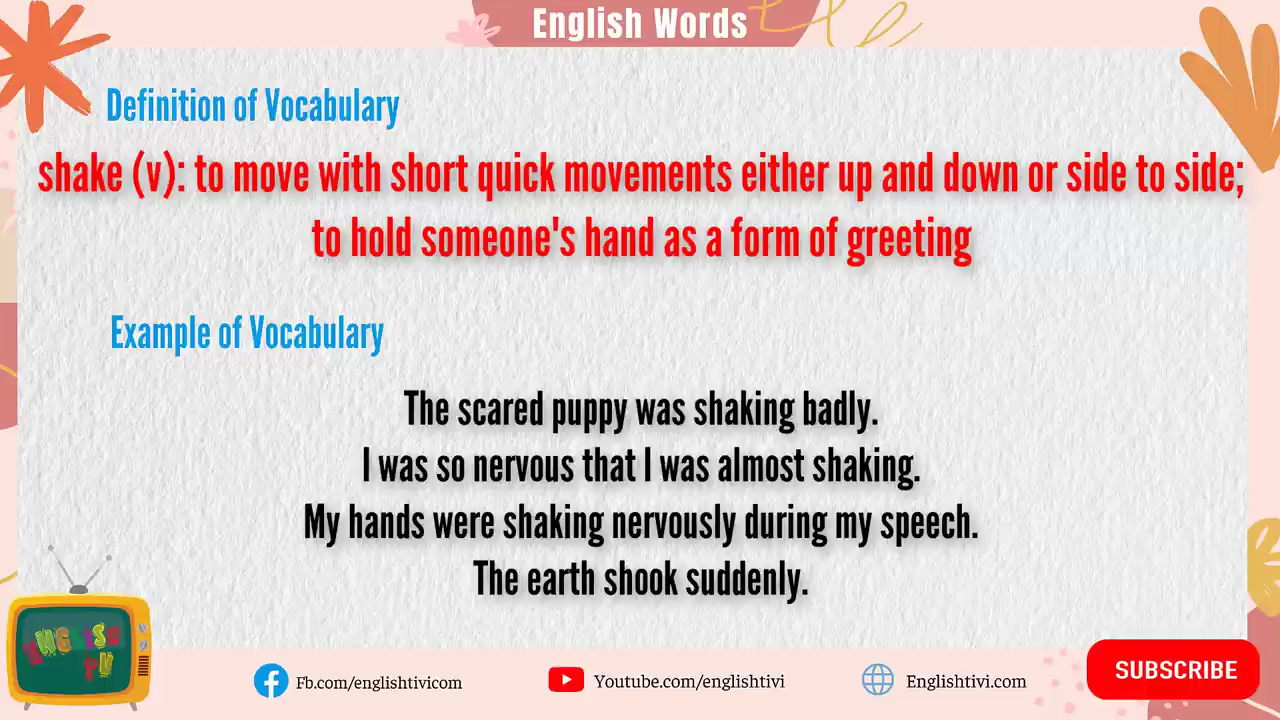 English Words
Definition of Vocabulary
shake (v): to move with short quick movements either up and down or side to side;
to hold someone's hand as a form of greeting
Example of Vocabulary
The scared puppy was shaking badly.
I was so nervous that I was almost shaking.
My hands were shaking nervously during my speech.
The earth shook suddenly.
ENGLISH
TV
Fb.com/englishtivicom
Youtube.com/englishtivi
Englishtivi.com
SUBSCRIBE